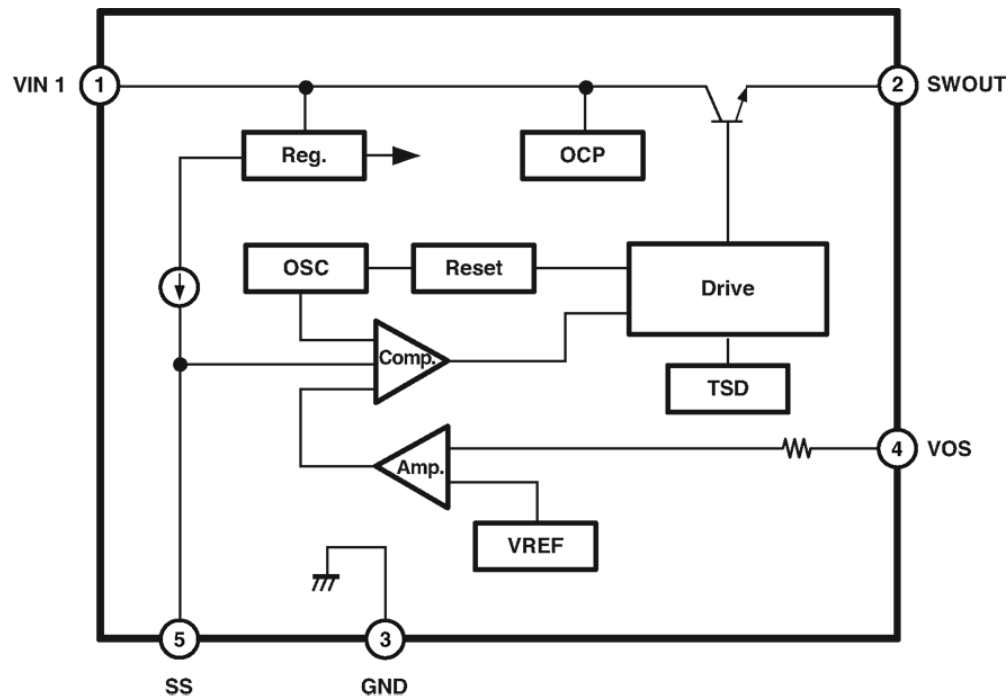 VIN 1
1
2
SWOUT
Reg.
OCP
OSC
Reset
Drive
Comp.
TSD
Amp.
4
VOS
VREF
5
3
SS
GND